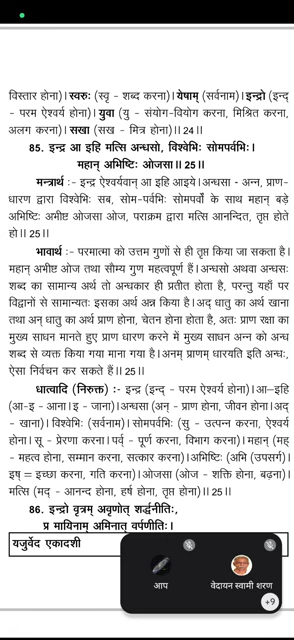 विस्तार होना)। स्वरुः (स्वृ - शब्द करना)। येषाम् (सर्वनाम)। इन्द्रो (इन्द्
- परम ऐश्वर्य होना)। युवा (यु - संयोग-वियोग करना, मिश्रित करना,
अलग करना)। सखा (सख - मित्र होना)।। 24।।
85. इन्द्र आ इहि मत्सि अन्धसो, विश्वेभिः सोमपर्वभिः।
महान् अभिष्टिः ओजसा।। 25।।
मन्त्रार्थ :- इन्द्र ऐश्वर्यवान् आ इहि आइये। अन्धसा - अन्न, प्राण-
धारण द्वारा विश्वेभिः सब, सोम-पर्वभिः सोमपर्वों के साथ महान् बड़े
अभिष्टिः अभीष्ट ओजसा ओज, पराक्रम द्वारा मत्सि आनन्दित, तृप्त होते
हो।। 25।।
भावार्थ :- परमात्मा को उत्तम गुणों से ही तृप्त किया जा सकता है।
महान् अभीष्ट ओज तथा सौम्य गुण महत्वपूर्ण हैं। अन्धसो अथवा अन्धसः
शब्द का सामान्य अर्थ तो अन्धकार ही प्रतीत होता है, परन्तु यहाँ पर
विद्वानों से सामान्यतः इसका अर्थ अन्न किया है। अद् धातु का अर्थ खाना
तथा अन् धातु का अर्थ प्राण होना, चेतन होना होता है, अतः प्राण रक्षा का
मुख्य साधन मानते हुए प्राण धारण करने में मुख्य साधन अन्न को अन्ध
शब्द से व्यक्त किया गया माना गया है। अनम् प्राणम् धारयति इति अन्धः,
ऐसा निर्वचन कर सकते हैं।। 25।।
धात्वादि (निरुक्त) :- इन्द्र (इन्द् - परम ऐश्वर्य होना)। आ–इहि
(आ-इ - आना। इ - जाना)। अन्धसा (अन् - प्राण होना, जीवन होना। अद्
- खाना)। विश्वेभिः (सर्वनाम)। सोमपर्वभिः (सु - उत्पन्न करना, ऐश्वर्य
होना। सू - प्रेरणा करना। पर्व् - पूर्ण करना, विभाग करना)। महान् (मह्
- महत्व होना, सम्मान करना, सत्कार करना)। अभिष्टिः (अभि (उपसर्ग)।
इष् = इच्छा करना, गति करना)। ओजसा (ओज - शक्ति होना, बढ़ना)।
मत्सि (मद् - आनन्द होना, हर्ष होना, तृप्त होना)।। 25।।
86. इन्द्रो वृत्रम् अवृणोत् शर्द्धनीतिः,
प्र मायिनाम् अमिनात् वर्पणीतिः।
यजुर्वेद एकादशी
आप
वेदायन स्वामी शरण
+9